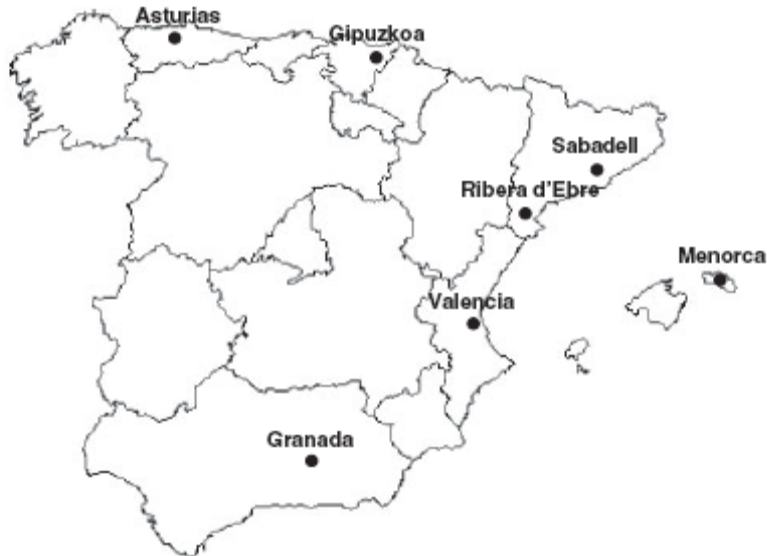 Asturias
Gipuzkoa
Sabadell
Ribera d'Ebre
Menorca
Valencia
Granada